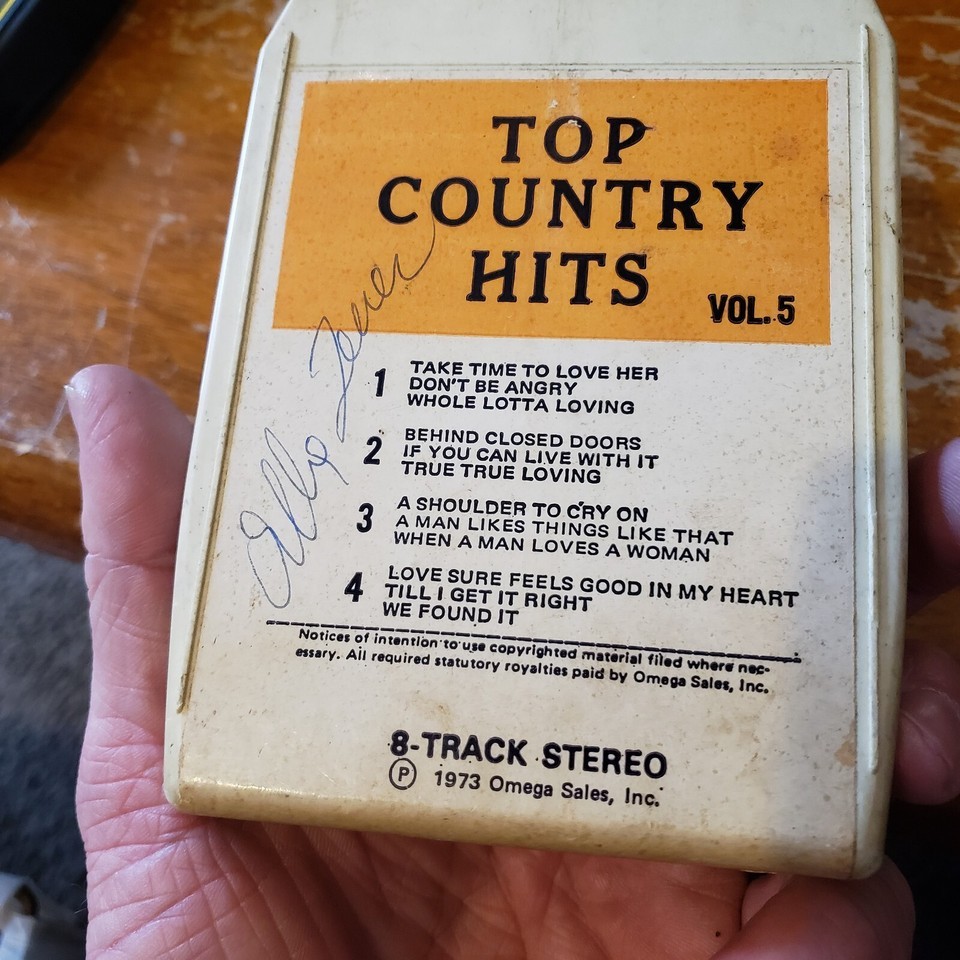 TOP
COUNTRY
HITS
VOL. 5
1 TAKE TIME TO LOVE HER
DON'T BE ANGRY
WHOLE LOTTA LOVING
2 BEHIND CLOSED DOORS
IF YOU CAN LIVE WITH IT
TRUE TRUE LOVING
3 A SHOULDER TO CRY ON
A MAN LIKES THINGS LIKE THAT
WHEN A MAN LOVES A WOMAN
4 LOVE SURE FEELS GOOD IN MY HEART
TILL I GET IT RIGHT
WE FOUND IT
Notices of intention to use copyrighted material filed where nec-
essary. All required statutory royalties paid by Omega Sales, Inc.
8-TRACK STEREO
℗ 1973 Omega Sales, Inc.